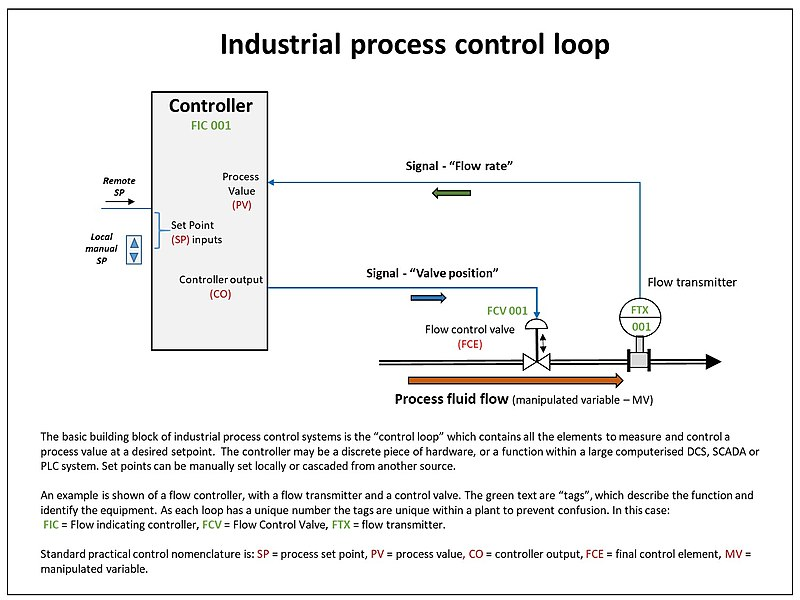 Industrial process control loop
Controller
FIC 001
Signal - “Flow rate”
Process
Value
(PV)
Remote
SP
Set Point
(SP) inputs
Local
manual
SP
Controller output
(CO)
Signal - “Valve position”
Flow transmitter
FCV 001
Flow control valve
(FCE)
FTX
001
Process fluid flow (manipulated variable – MV)
The basic building block of industrial process control systems is the “control loop” which contains all the elements to measure and control a
process value at a desired setpoint. The controller may be a discrete piece of hardware, or a function within a large computerised DCS, SCADA or
PLC system. Set points can be manually set locally or cascaded from another source.
An example is shown of a flow controller, with a flow transmitter and a control valve. The green text are “tags”, which describe the function and
identify the equipment. As each loop has a unique number the tags are unique within a plant to prevent confusion. In this case:
FIC = Flow indicating controller, FCV = Flow Control Valve, FTX = flow transmitter.
Standard practical control nomenclature is: SP = process set point, PV = process value, CO = controller output, FCE = final control element, MV =
manipulated variable.